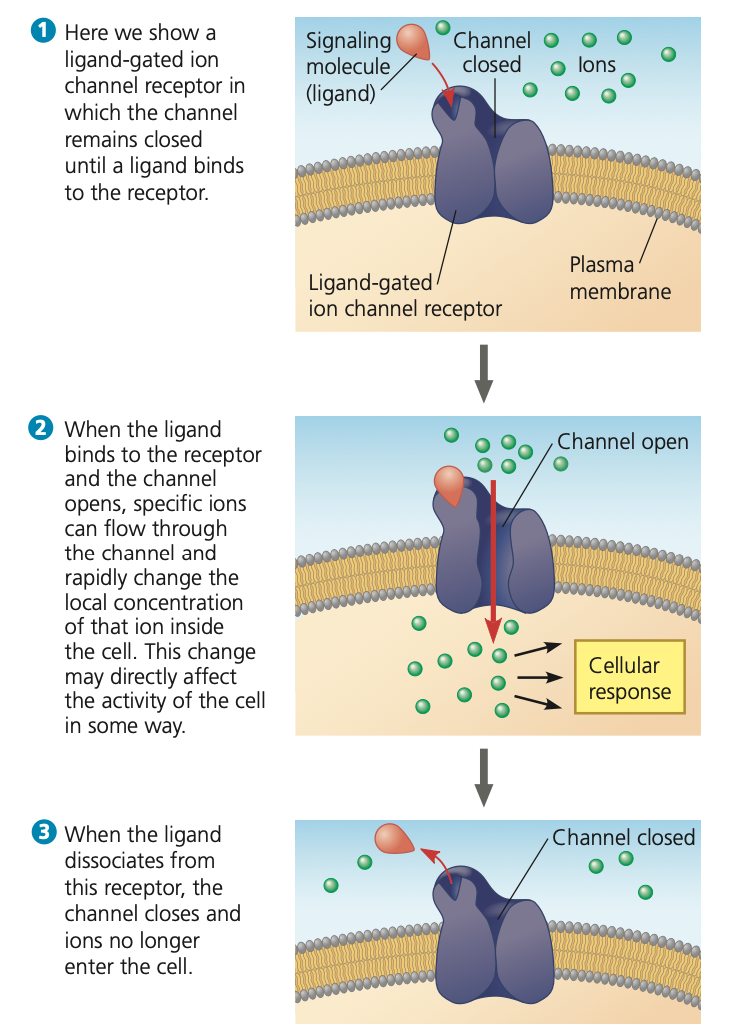 1 Here we show a
ligand-gated ion
channel receptor in
which the channel
remains closed
until a ligand binds
to the receptor.
Signaling
molecule
(ligand)
Channel
closed
Ions
Ligand-gated
ion channel receptor
Plasma
membrane
2 When the ligand
binds to the receptor
and the channel
opens, specific ions
can flow through
the channel and
rapidly change the
local concentration
of that ion inside
the cell. This change
may directly affect
the activity of the cell
in some way.
Channel open
Cellular
response
3 When the ligand
dissociates from
this receptor, the
channel closes and
ions no longer
enter the cell.
Channel closed